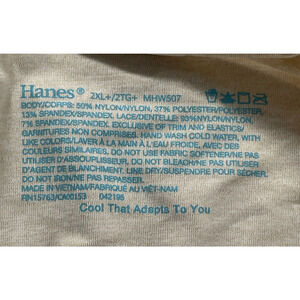 Hanes® 2XL+/2TG+ MHW507
BODY/CORPS: 50% NYLON/NYLON, 37% POLYESTER/POLYESTER,
13% SPANDEX/SPANDEX. LACE/DENTELLE: 93%NYLON/NYLON,
7% SPANDEX/SPANDEX. EXCLUSIVE OF TRIM AND ELASTICS/
GARNITURES NON COMPRISES. HAND WASH COLD WATER, WITH
LIKE COLORS/LAVER À LA MAIN À L'EAU FROIDE, AVEC DES
COULEURS SIMILAIRES. DO NOT USE FABRIC SOFTENER/NE PAS
UTILISER D'ASSOUPLISSEUR. DO NOT BLEACH/NE PAS UTILISER
D'AGENT DE BLANCHIMENT. LINE DRY/SUSPENDRE POUR SÉCHER.
DO NOT IRON/NE PAS REPASSER.
MADE IN VIETNAM/FABRIQUÉ AU VIÊT-NAM
RN15763/CA00153 042195
Cool That Adapts To You